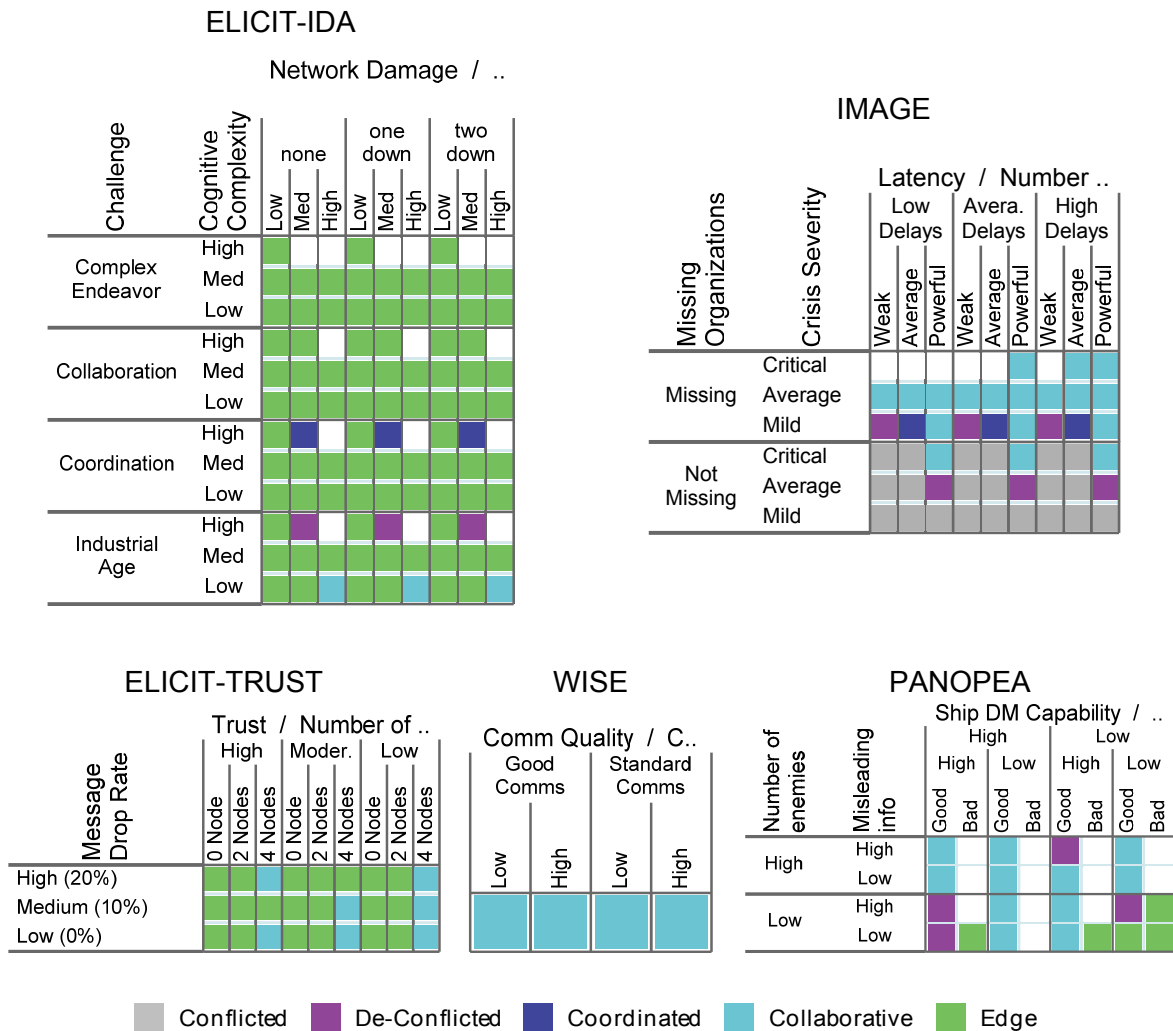 ELICIT-IDA
Network Damage / ..
Challenge
Cognitive
Complexity
none
one
down
two
down
Low
Med
High
Low
Med
High
Low
Med
High
Complex
Endeavor
High
Med
Low
Collaboration
High
Med
Low
Coordination
High
Med
Low
Industrial
Age
High
Med
Low
IMAGE
Latency / Number ..
Missing
Organizations
Crisis Severity
Low
Delays
Avera.
Delays
High
Delays
Weak
Average
Powerful
Weak
Average
Powerful
Weak
Average
Powerful
Missing
Critical
Average
Mild
Not
Missing
Critical
Average
Mild
ELICIT-TRUST
Trust / Number of ..
Message
Drop Rate
High
Moder.
Low
0 Node
2 Nodes
4 Nodes
0 Node
2 Nodes
4 Nodes
0 Node
2 Nodes
4 Nodes
High (20%)
Medium (10%)
Low (0%)
WISE
Comm Quality / C..
Good
Comms
Standard
Comms
Low
High
Low
High
PANOPEA
Ship DM Capability / ..
Number of
enemies
Misleading
info
High
Low
High
Low
High
Low
Good
Bad
Good
Bad
Good
Bad
Good
Bad
High
High
Low
Low
High
Low
Conflicted
De-Conflicted
Coordinated
Collaborative
Edge